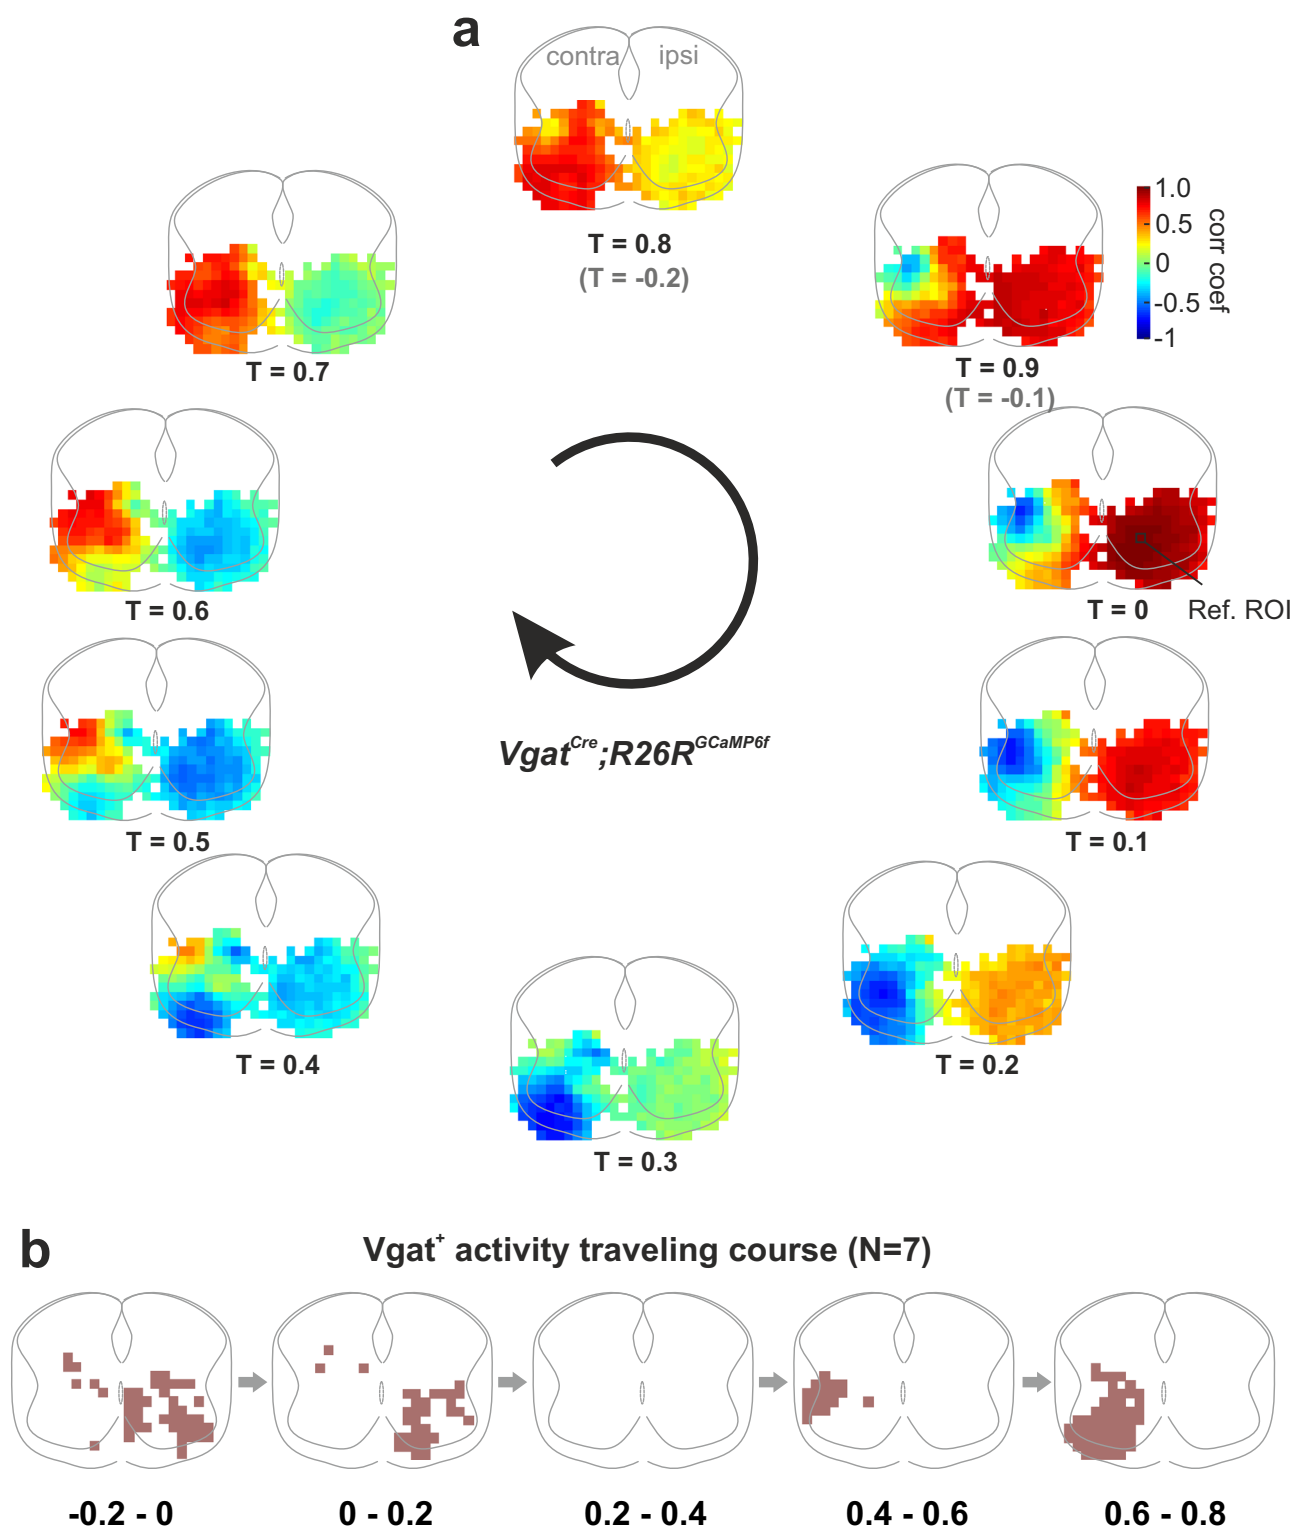 a
contra ipsi
T = 0.8
(T = -0.2)
1.0
0.5
0
-0.5
-1
corr coef
T = 0.9
(T = -0.1)
T = 0.7
T = 0
Ref. ROI
T = 0.6
Vgat^Cre;R26R^GCaMP6f
T = 0.1
T = 0.5
T = 0.2
T = 0.4
T = 0.3
b
Vgat⁺ activity traveling course (N=7)
-0.2 - 0 0 - 0.2 0.2 - 0.4 0.4 - 0.6 0.6 - 0.8